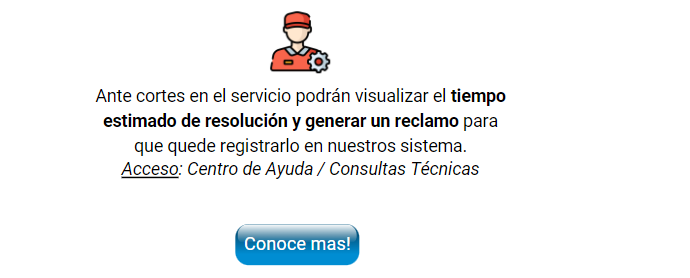 Ante cortes en el servicio podrán visualizar el tiempo
estimado de resolución y generar un reclamo para
que quede registrarlo en nuestros sistema.
Acceso: Centro de Ayuda / Consultas Técnicas
Conoce mas!